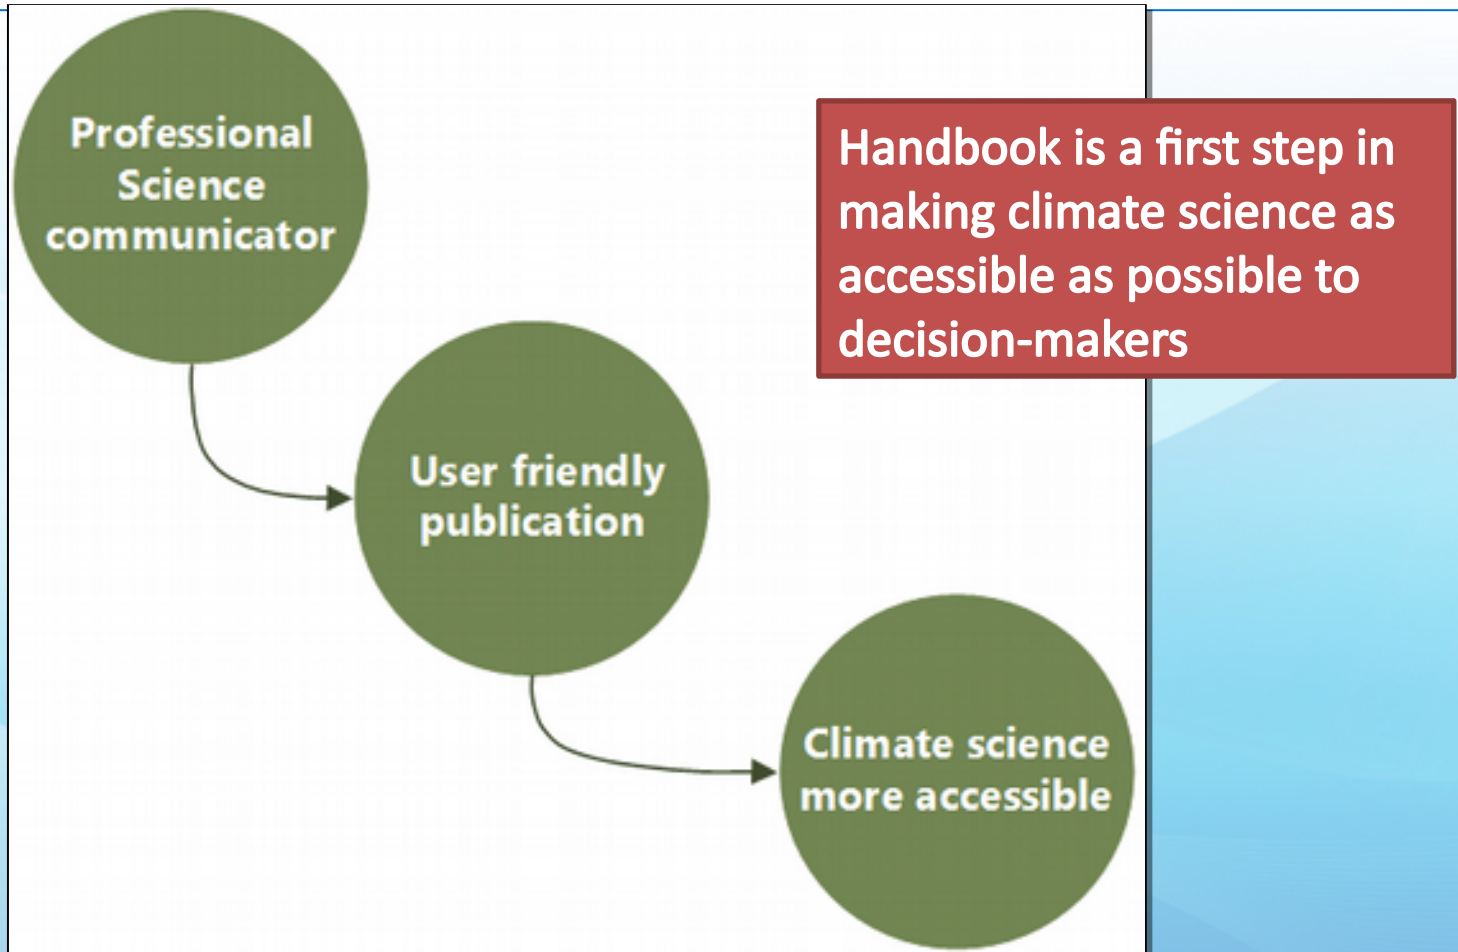 Professional
Science
communicator
Handbook is a first step in
making climate science as
accessible as possible to
decision-makers
User friendly
publication
Climate science
more accessible